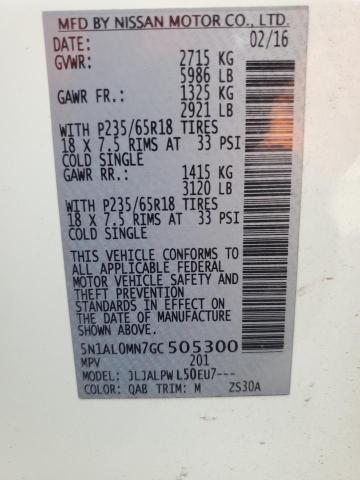 MFD BY NISSAN MOTOR CO., LTD.
DATE: 02/16
GVWR: 2715 KG
5986 LB
GAWR FR.: 1325 KG
2921 LB
WITH P235/65R18 TIRES
18 X 7.5 RIMS AT 33 PSI
COLD SINGLE
GAWR RR.: 1415 KG
3120 LB
WITH P235/65R18 TIRES
18 X 7.5 RIMS AT 33 PSI
COLD SINGLE
THIS VEHICLE CONFORMS TO
ALL APPLICABLE FEDERAL
MOTOR VEHICLE SAFETY AND
THEFT PREVENTION
STANDARDS IN EFFECT ON
THE DATE OF MANUFACTURE
SHOWN ABOVE.
5N1AL0MN7GC505300
MPV 201
MODEL: JLJALPWL50EU7---
COLOR: QAB TRIM: M ZS30A